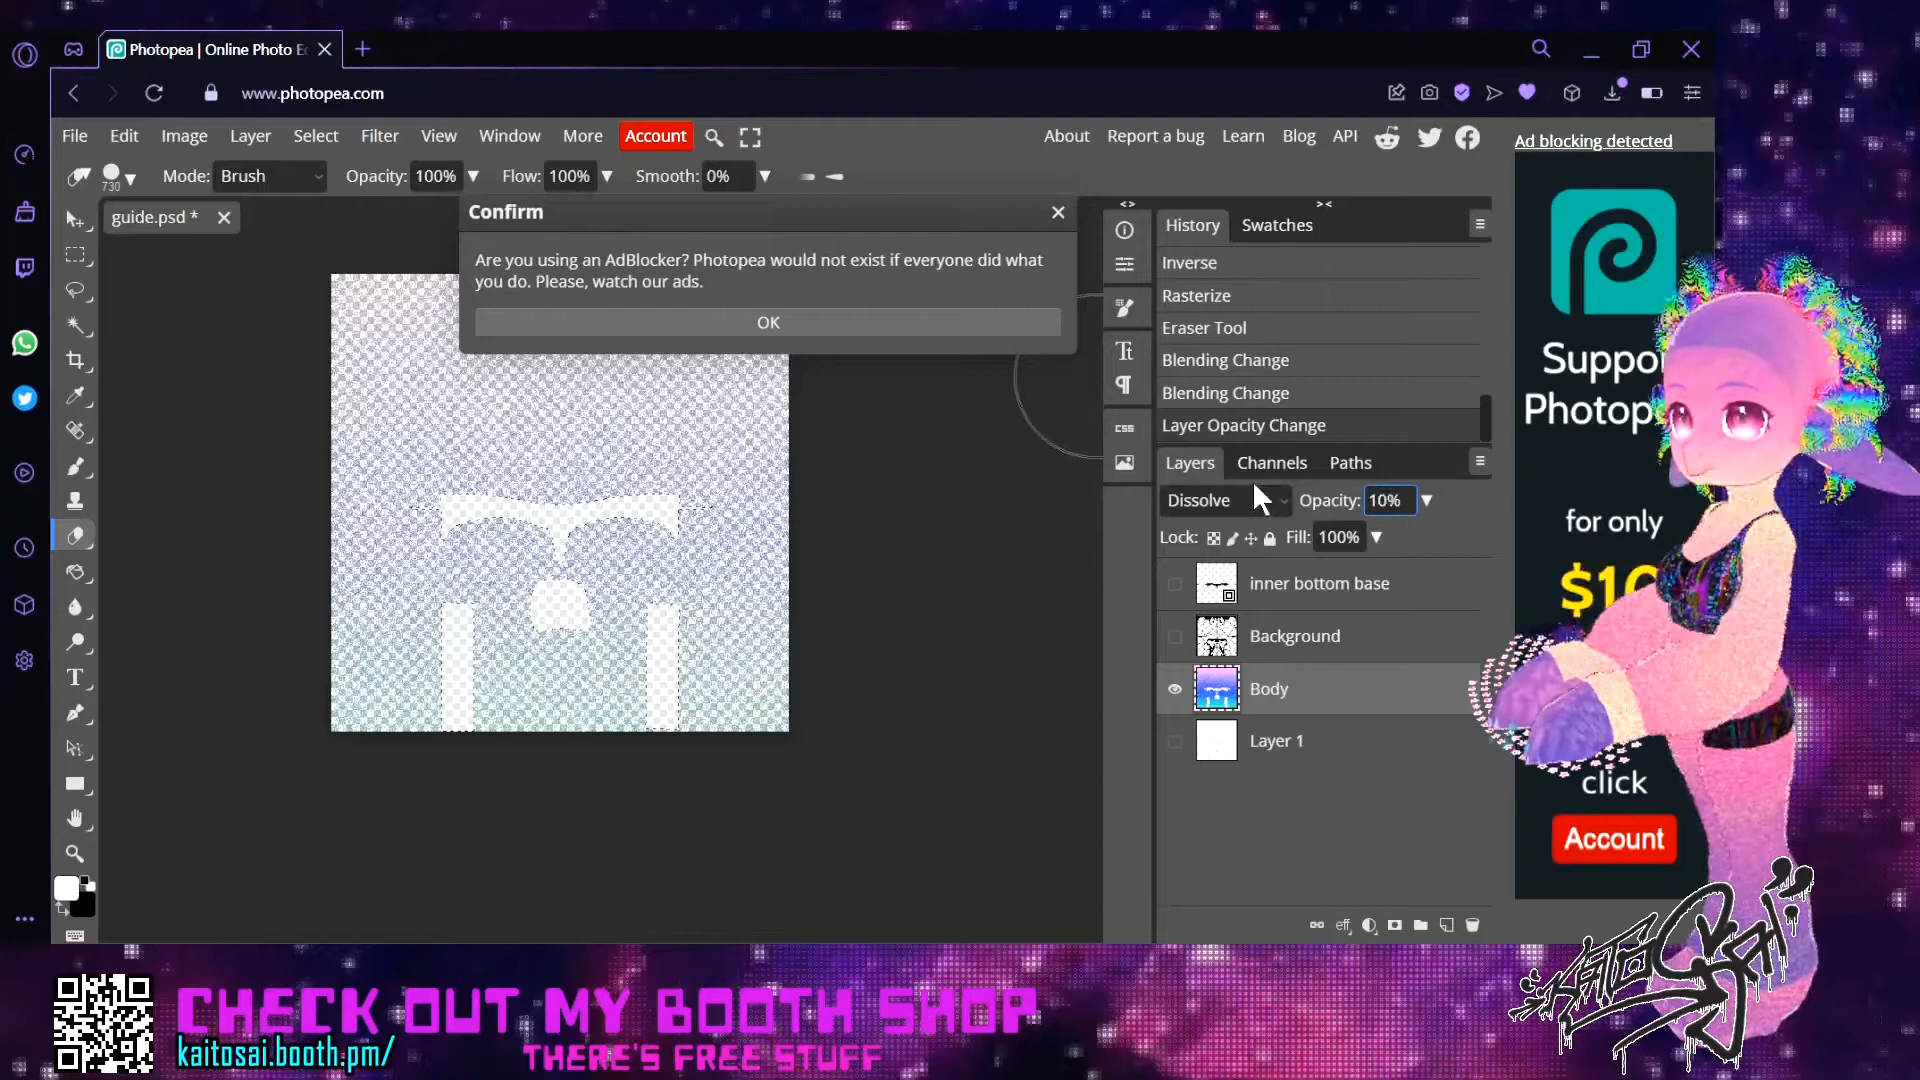 Photopea | Online Photo E
www.photopea.com
File Edit Image Layer Select Filter View Window More Account
About Report a bug Learn Blog API
Ad blocking detected
730 Mode: Brush Opacity: 100% Flow: 100% Smooth: 0%
guide.psd *
Confirm
Are you using an AdBlocker? Photopea would not exist if everyone did what
you do. Please, watch our ads.
OK
History Swatches
Inverse
Rasterize
Eraser Tool
Blending Change
Blending Change
Layer Opacity Change
CSS
Layers Channels Paths
Dissolve Opacity: 10%
Lock: Fill: 100%
inner bottom base
Background
Body
Layer 1
eff
Suppo
Photop
for only
$10
click
Account
CHECK OUT MY BOOTH SHOP
kaitosai.booth.pm/
THERE'S FREE STUFF
KaitoSai